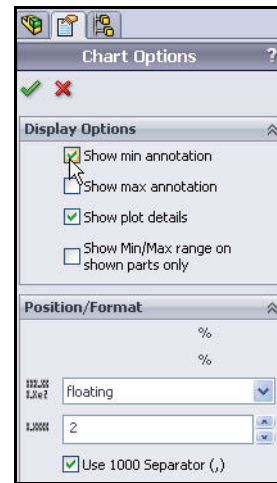 Chart Options ?
Display Options
Show min annotation
Show max annotation
Show plot details
Show Min/Max range on
shown parts only
Position/Format
%
%
floating
2
Use 1000 Separator (,)